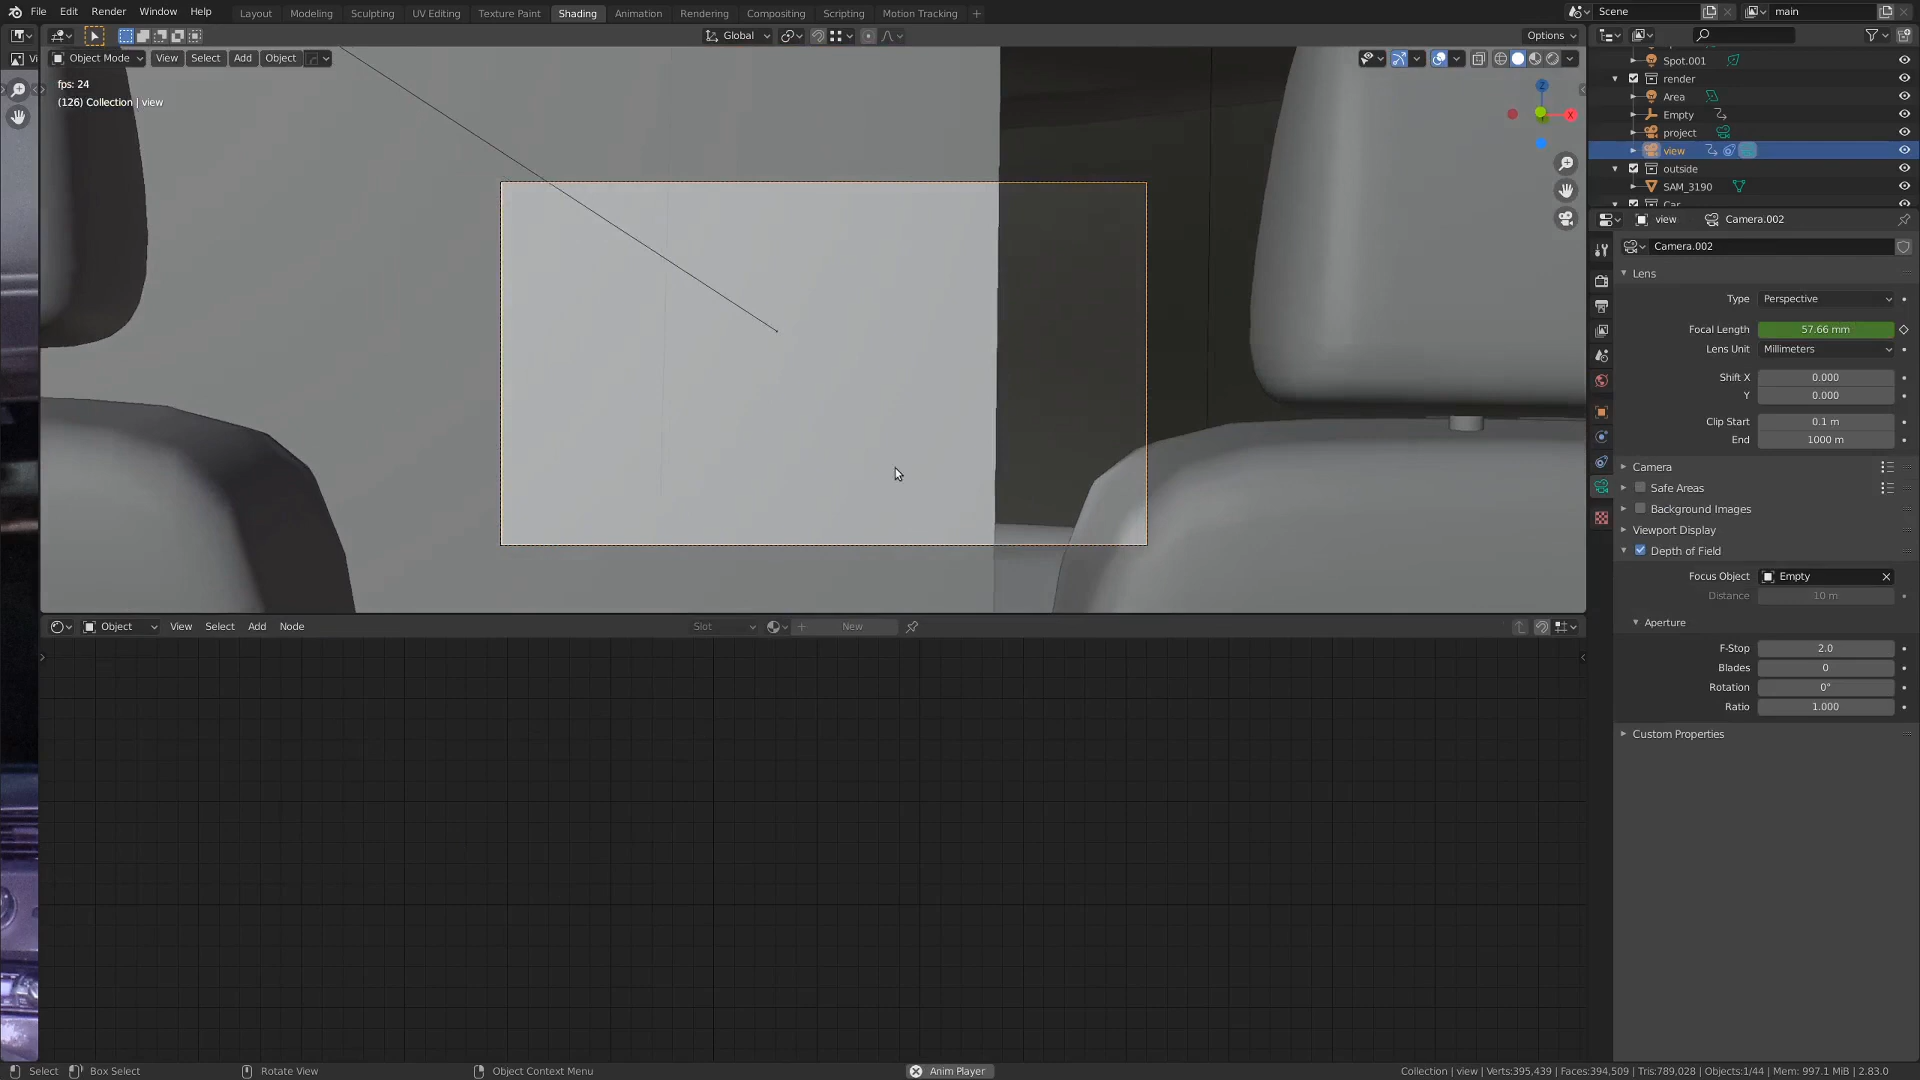 File Edit Render Window Help Layout Modeling Sculpting UV Editing Texture Paint Shading Animation Rendering Compositing Scripting Motion Tracking + Scene main
Global Options
Object Mode View Select Add Object
fps: 24
(126) Collection | view
Z
X
Spot.001
render
Area
Empty
project
view
outside
SAM_3190
Car
view Camera.002
Camera.002
Lens
Type Perspective
Focal Length 57.66 mm
Lens Unit Millimeters
Shift X 0.000
Y 0.000
Clip Start 0.1 m
End 1000 m
Camera
Safe Areas
Background Images
Viewport Display
Depth of Field
Focus Object Empty
Distance 10 m
Aperture
F-Stop 2.0
Blades 0
Rotation 0°
Ratio 1.000
Custom Properties
Object View Select Add Node Slot New
Select Box Select Rotate View Object Context Menu Anim Player Collection | view | Verts:395,439 | Faces:394,509 | Tris:789,028 | Objects:1/44 | Mem: 997.1 MiB | 2.83.0